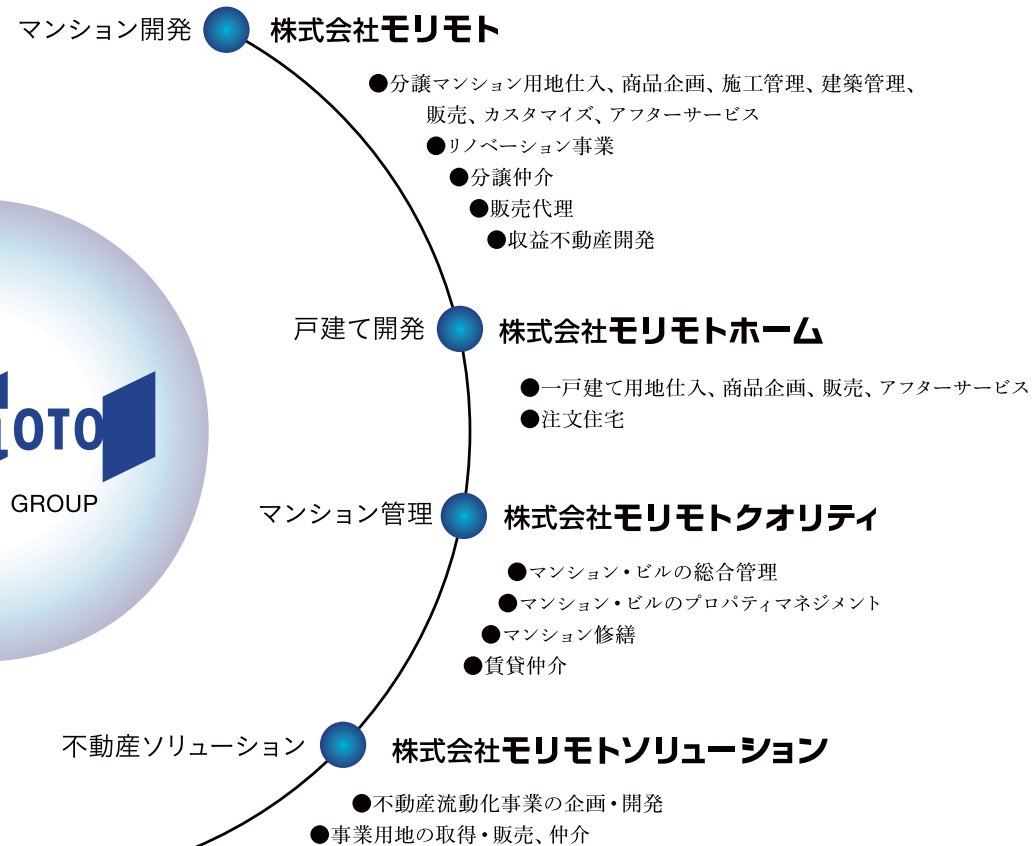 マンション開発
株式会社モリモト
●分譲マンション用地仕入、商品企画、施工管理、建築管理、
販売、カスタマイズ、アフターサービス
●リノベーション事業
●分譲仲介
●販売代理
●収益不動産開発
戸建て開発
株式会社モリモトホーム
●一戸建て用地仕入、商品企画、販売、アフターサービス
●注文住宅
OTO
GROUP
マンション管理
株式会社モリモトクオリティ
●マンション・ビルの総合管理
●マンション・ビルのプロパティマネジメント
●マンション修繕
●賃貸仲介
不動産ソリューション
株式会社モリモトソリューション
●不動産流動化事業の企画・開発
●事業用地の取得・販売、仲介